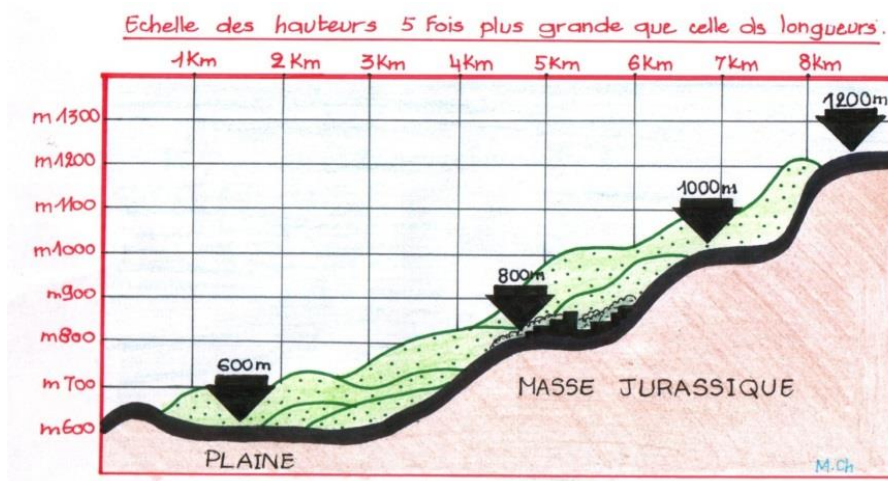 Echelle des hauteurs 5 Fois plus grande que celle ds longueurs.
1Km 2Km 3Km 4Km 5Km 6Km 7Km 8Km
1200m
m1300
m1200
1000m
m1100
m1000
800m
m900
m800
600m
m700
MASSE JURASSIQUE
m600
PLAINE
M.Ch